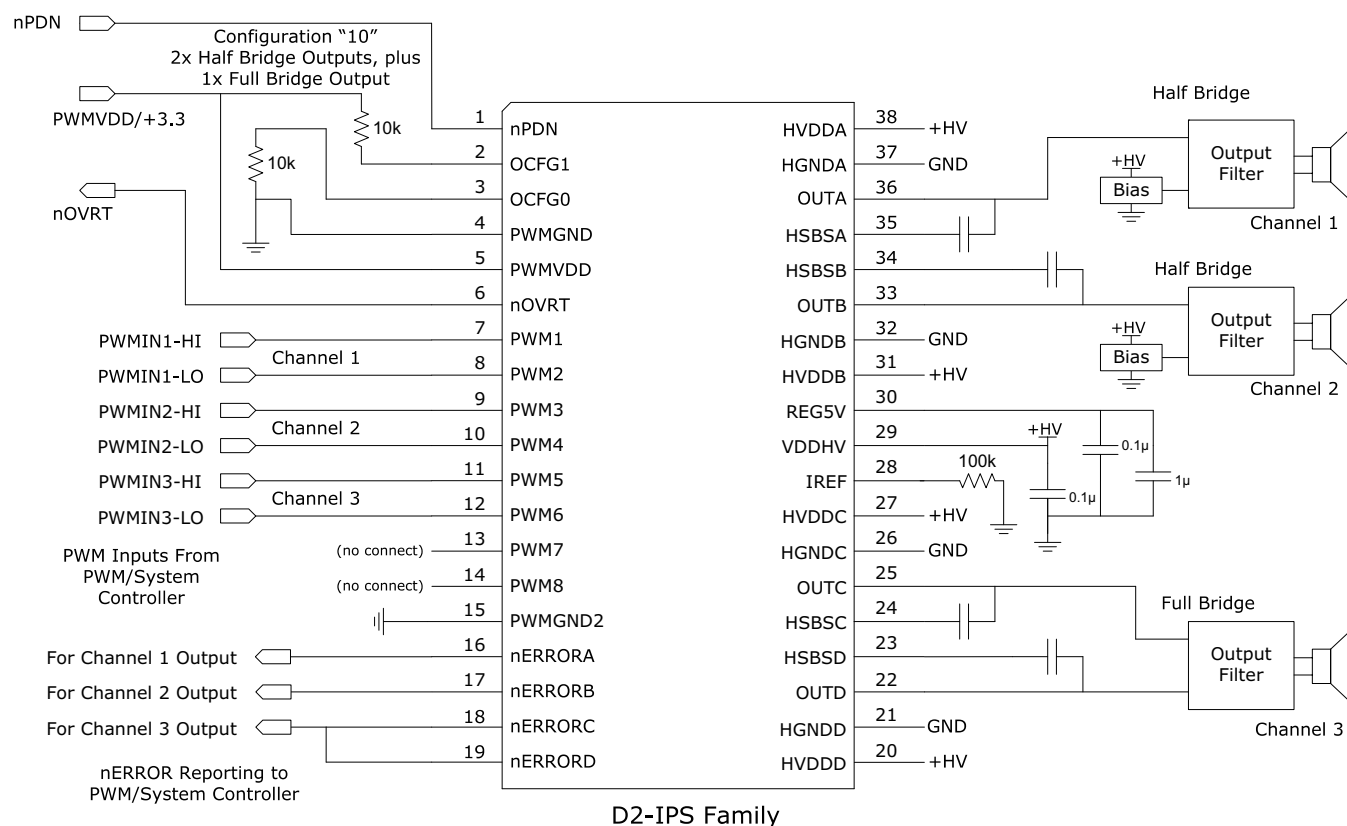 nPDN
Configuration “10”
2x Half Bridge Outputs, plus
1x Full Bridge Output
PWMVDD/+3.3
10k
10k
nOVRT
PWMIN1-HI
Channel 1
PWMIN1-LO
PWMIN2-HI
Channel 2
PWMIN2-LO
PWMIN3-HI
Channel 3
PWMIN3-LO
PWM Inputs From
PWM/System
Controller
(no connect)
(no connect)
For Channel 1 Output
For Channel 2 Output
For Channel 3 Output
nERROR Reporting to
PWM/System Controller
1 nPDN
2 OCFG1
3 OCFG0
4 PWMGND
5 PWMVDD
6 nOVRT
7 PWM1
8 PWM2
9 PWM3
10 PWM4
11 PWM5
12 PWM6
13 PWM7
14 PWM8
15 PWMGND2
16 nERRORA
17 nERRORB
18 nERRORC
19 nERRORD
HVDDA 38 +HV
HGNDA 37 GND
OUTA 36
HSBSA 35
HSBSB 34
OUTB 33
HGNDB 32 GND
HVDDB 31 +HV
REG5V 30
VDDHV 29
IREF 28
HVDDC 27 +HV
HGNDC 26 GND
OUTC 25
HSBSC 24
HSBSD 23
OUTD 22
HGNDD 21 GND
HVDDD 20 +HV
Half Bridge
+HV
Bias
Output
Filter
Channel 1
Half Bridge
+HV
Bias
Output
Filter
Channel 2
+HV
0.1µ
100k
0.1µ
1µ
Full Bridge
Output
Filter
Channel 3
D2-IPS Family